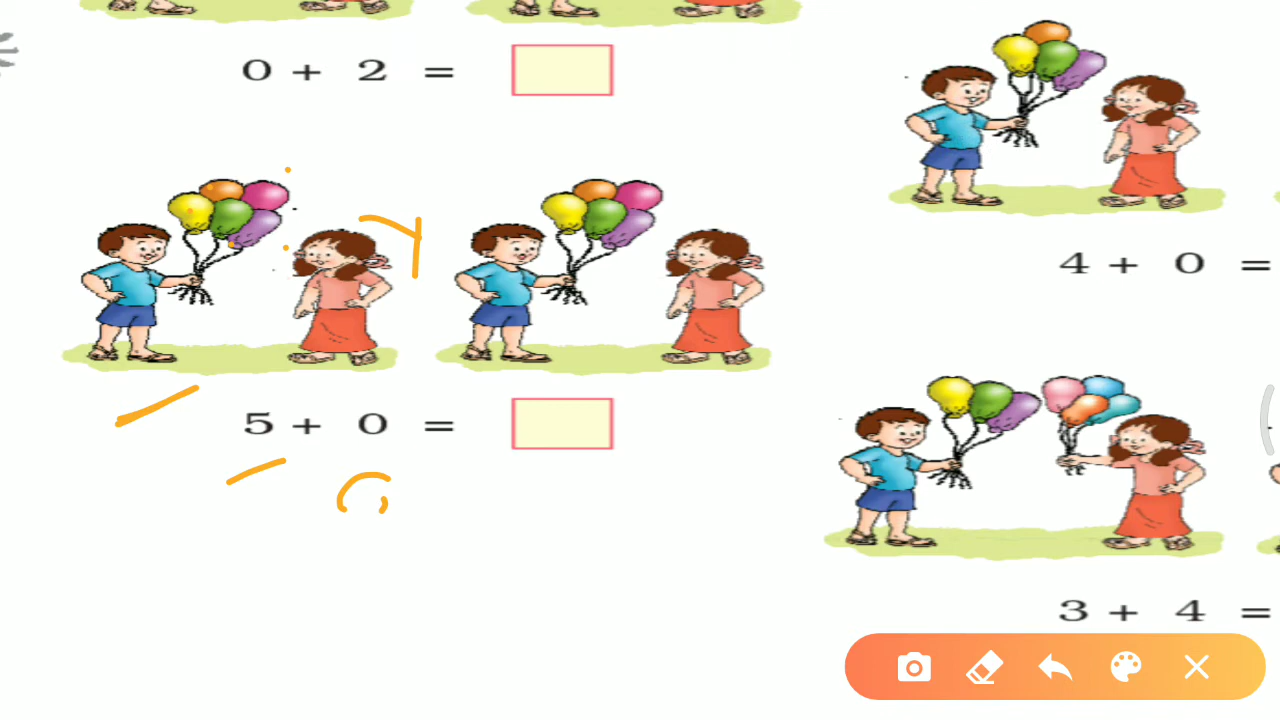 0 + 2 =
5 + 0 =
4 + 0 =
3 + 4 =